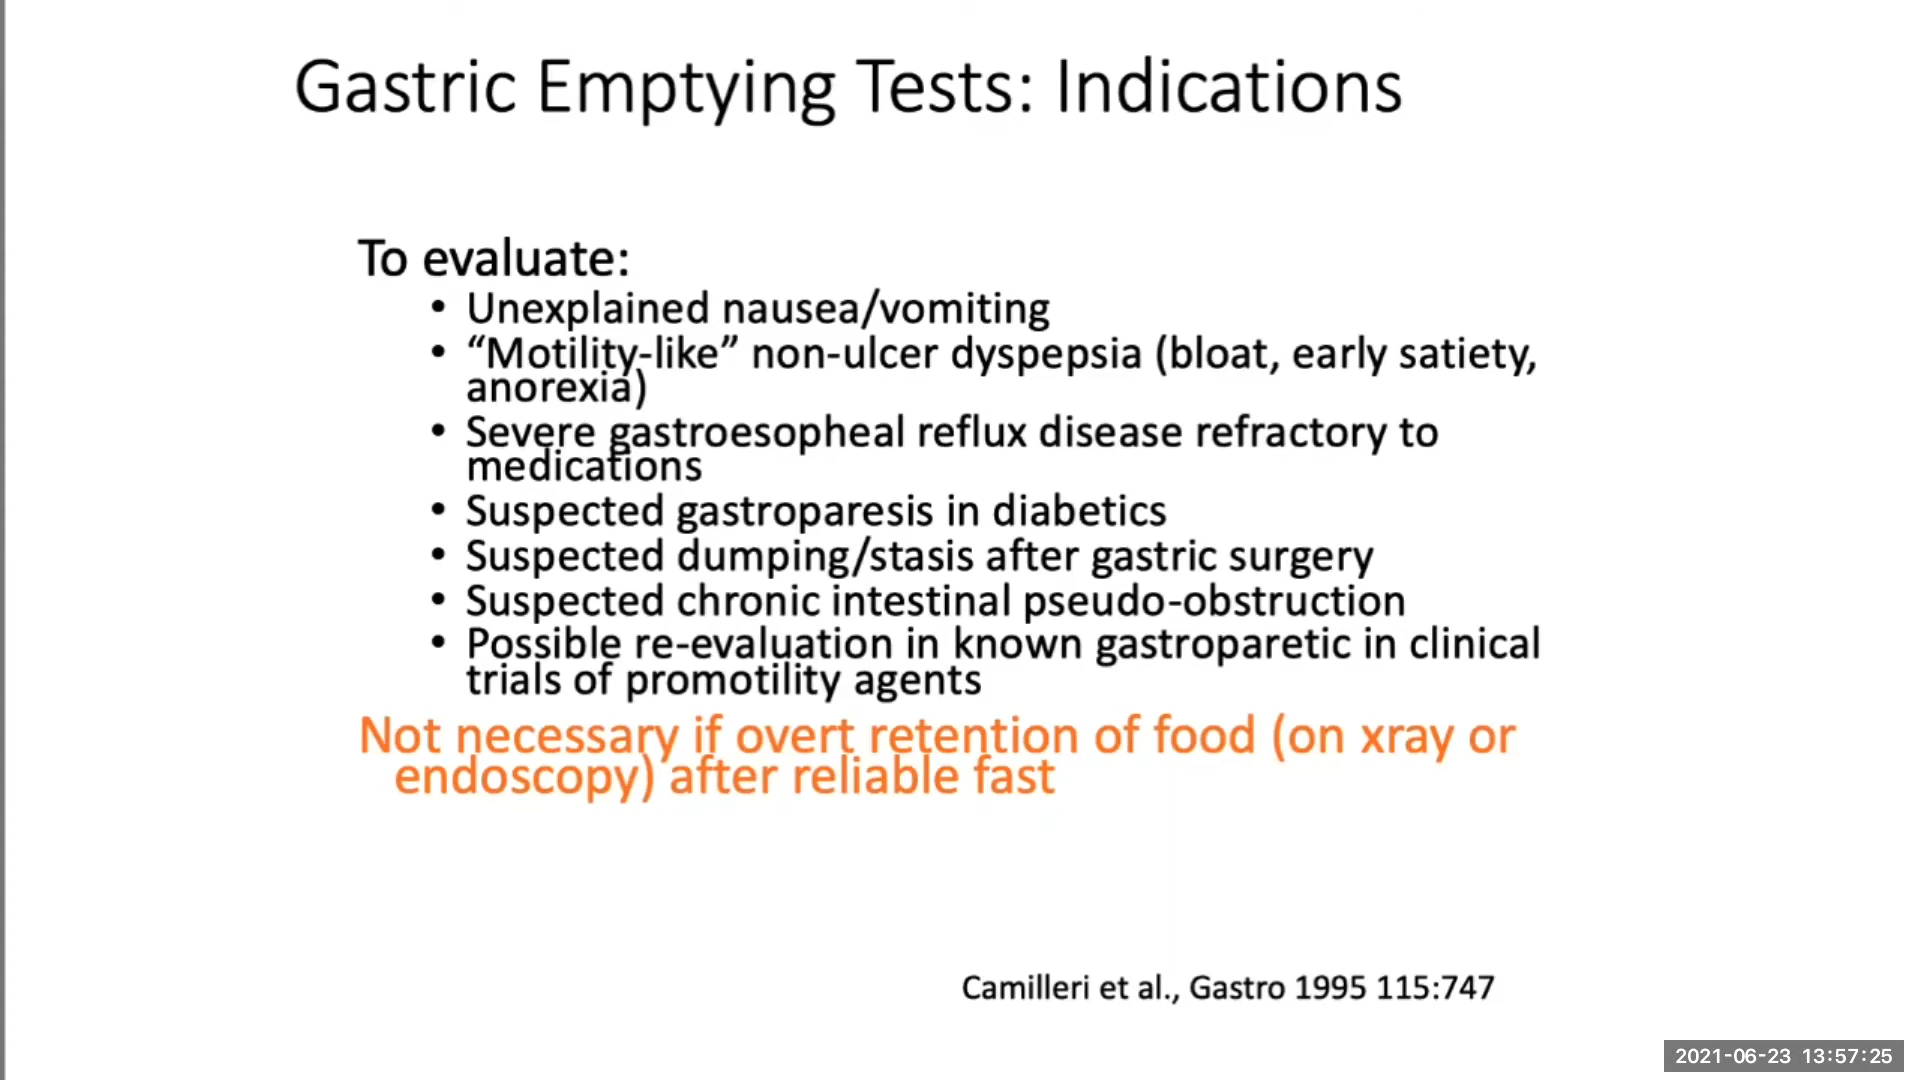 Gastric Emptying Tests: Indications
To evaluate:
• Unexplained nausea/vomiting
• “Motility-like” non-ulcer dyspepsia (bloat, early satiety,
anorexia)
• Severe gastroesopheal reflux disease refractory to
medications
• Suspected gastroparesis in diabetics
• Suspected dumping/stasis after gastric surgery
• Suspected chronic intestinal pseudo-obstruction
• Possible re-evaluation in known gastroparetic in clinical
trials of promotility agents
Not necessary if overt retention of food (on xray or
endoscopy) after reliable fast
Camilleri et al., Gastro 1995 115:747
2021-06-23 13:57:25